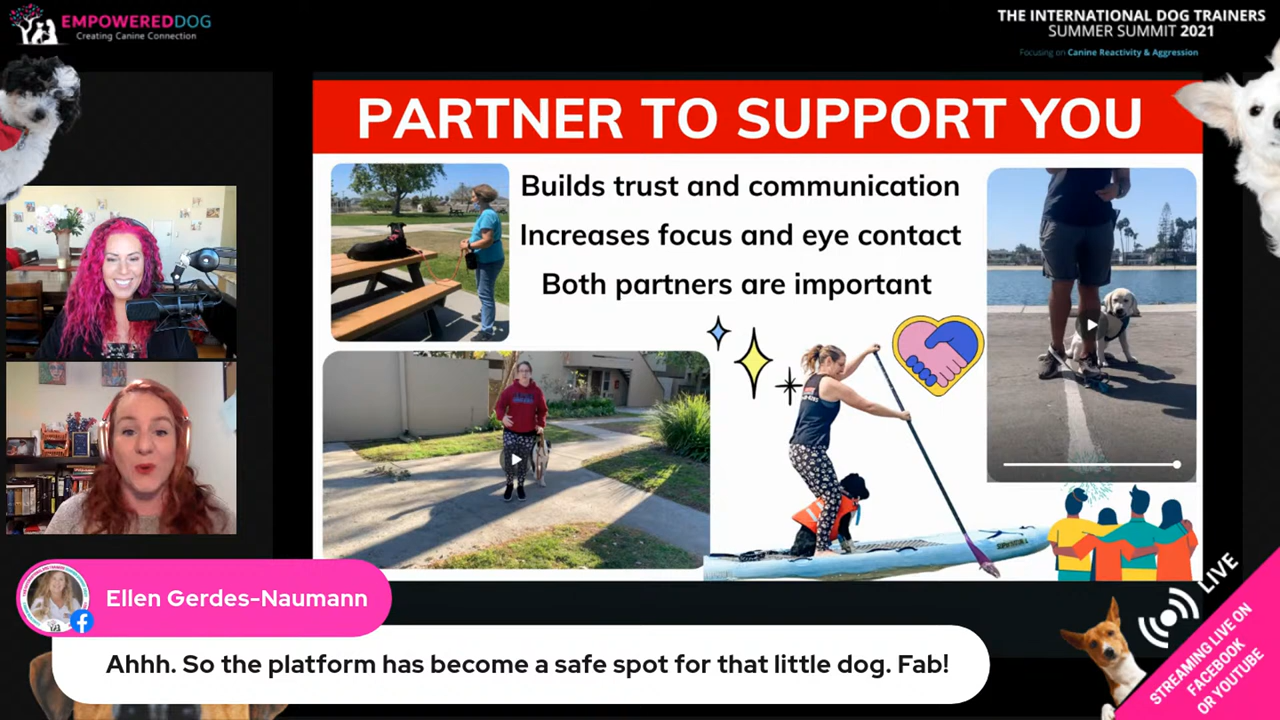 EMPOWEREDDOG
Creating Canine Connection
THE INTERNATIONAL DOG TRAINERS
SUMMER SUMMIT 2021
Focusing on Canine Reactivity & Aggression
PARTNER TO SUPPORT YOU
Builds trust and communication
Increases focus and eye contact
Both partners are important
Ellen Gerdes-Naumann
Ahhh. So the platform has become a safe spot for that little dog. Fab!
LIVE
STREAMING LIVE ON
FACEBOOK
OR YOUTUBE